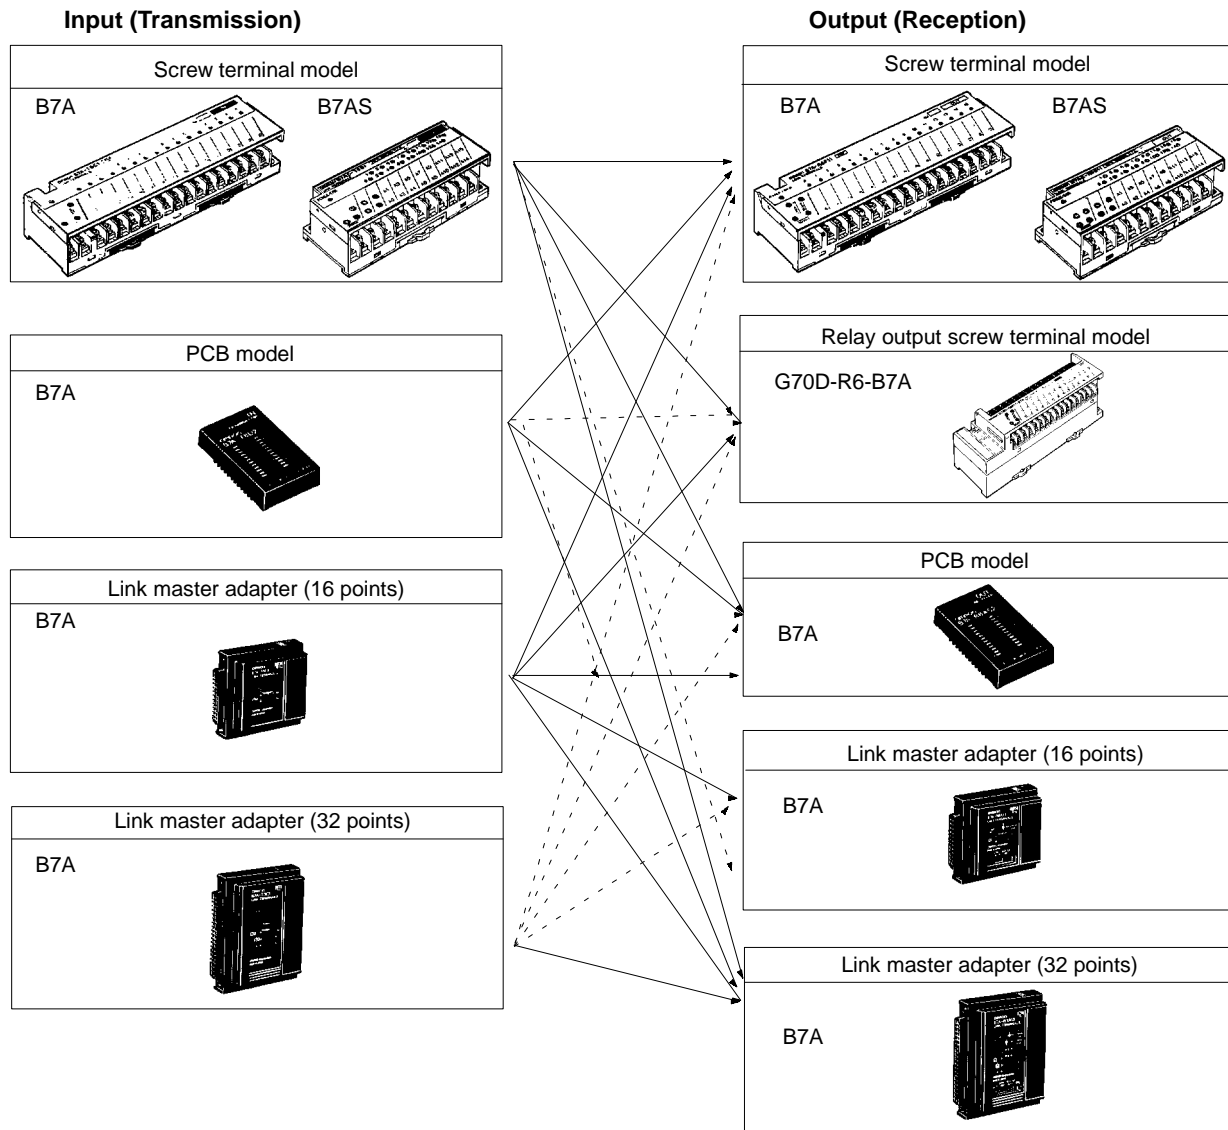 Input (Transmission)
Screw terminal model
B7A
B7AS
PCB model
B7A
Link master adapter (16 points)
B7A
Link master adapter (32 points)
B7A
Output (Reception)
Screw terminal model
B7A
B7AS
Relay output screw terminal model
G70D-R6-B7A
PCB model
B7A
Link master adapter (16 points)
B7A
Link master adapter (32 points)
B7A